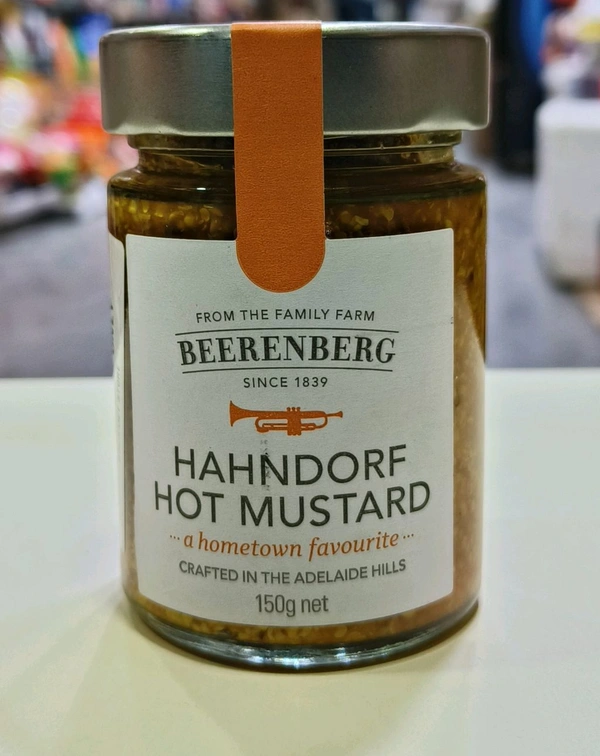 FROM THE FAMILY FARM
BEERENBERG
SINCE 1839
HAHNDORF
HOT MUSTARD
... a hometown favourite ...
CRAFTED IN THE ADELAIDE HILLS
150g net